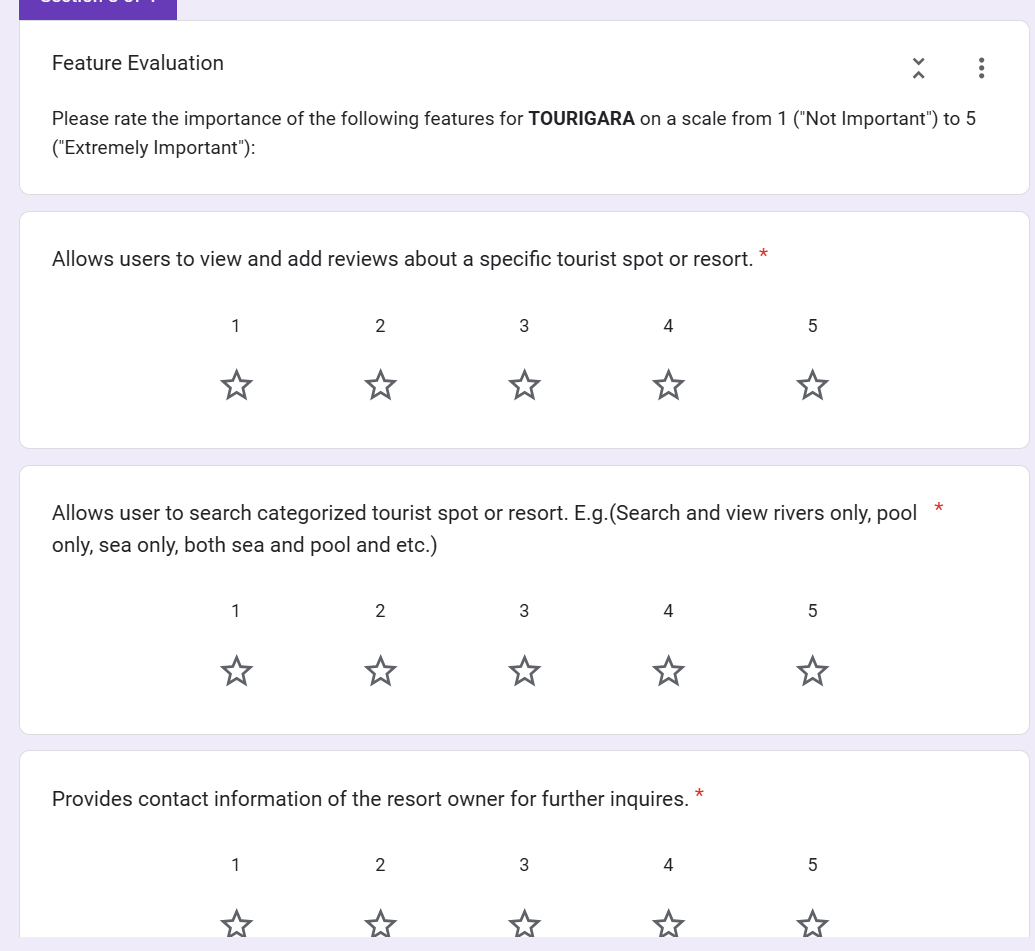 Feature Evaluation
Please rate the importance of the following features for TOURIGARA on a scale from 1 ("Not Important") to 5
("Extremely Important"):
Allows users to view and add reviews about a specific tourist spot or resort. *
1 2 3 4 5
Allows user to search categorized tourist spot or resort. E.g.(Search and view rivers only, pool *
only, sea only, both sea and pool and etc.)
1 2 3 4 5
Provides contact information of the resort owner for further inquires. *
1 2 3 4 5